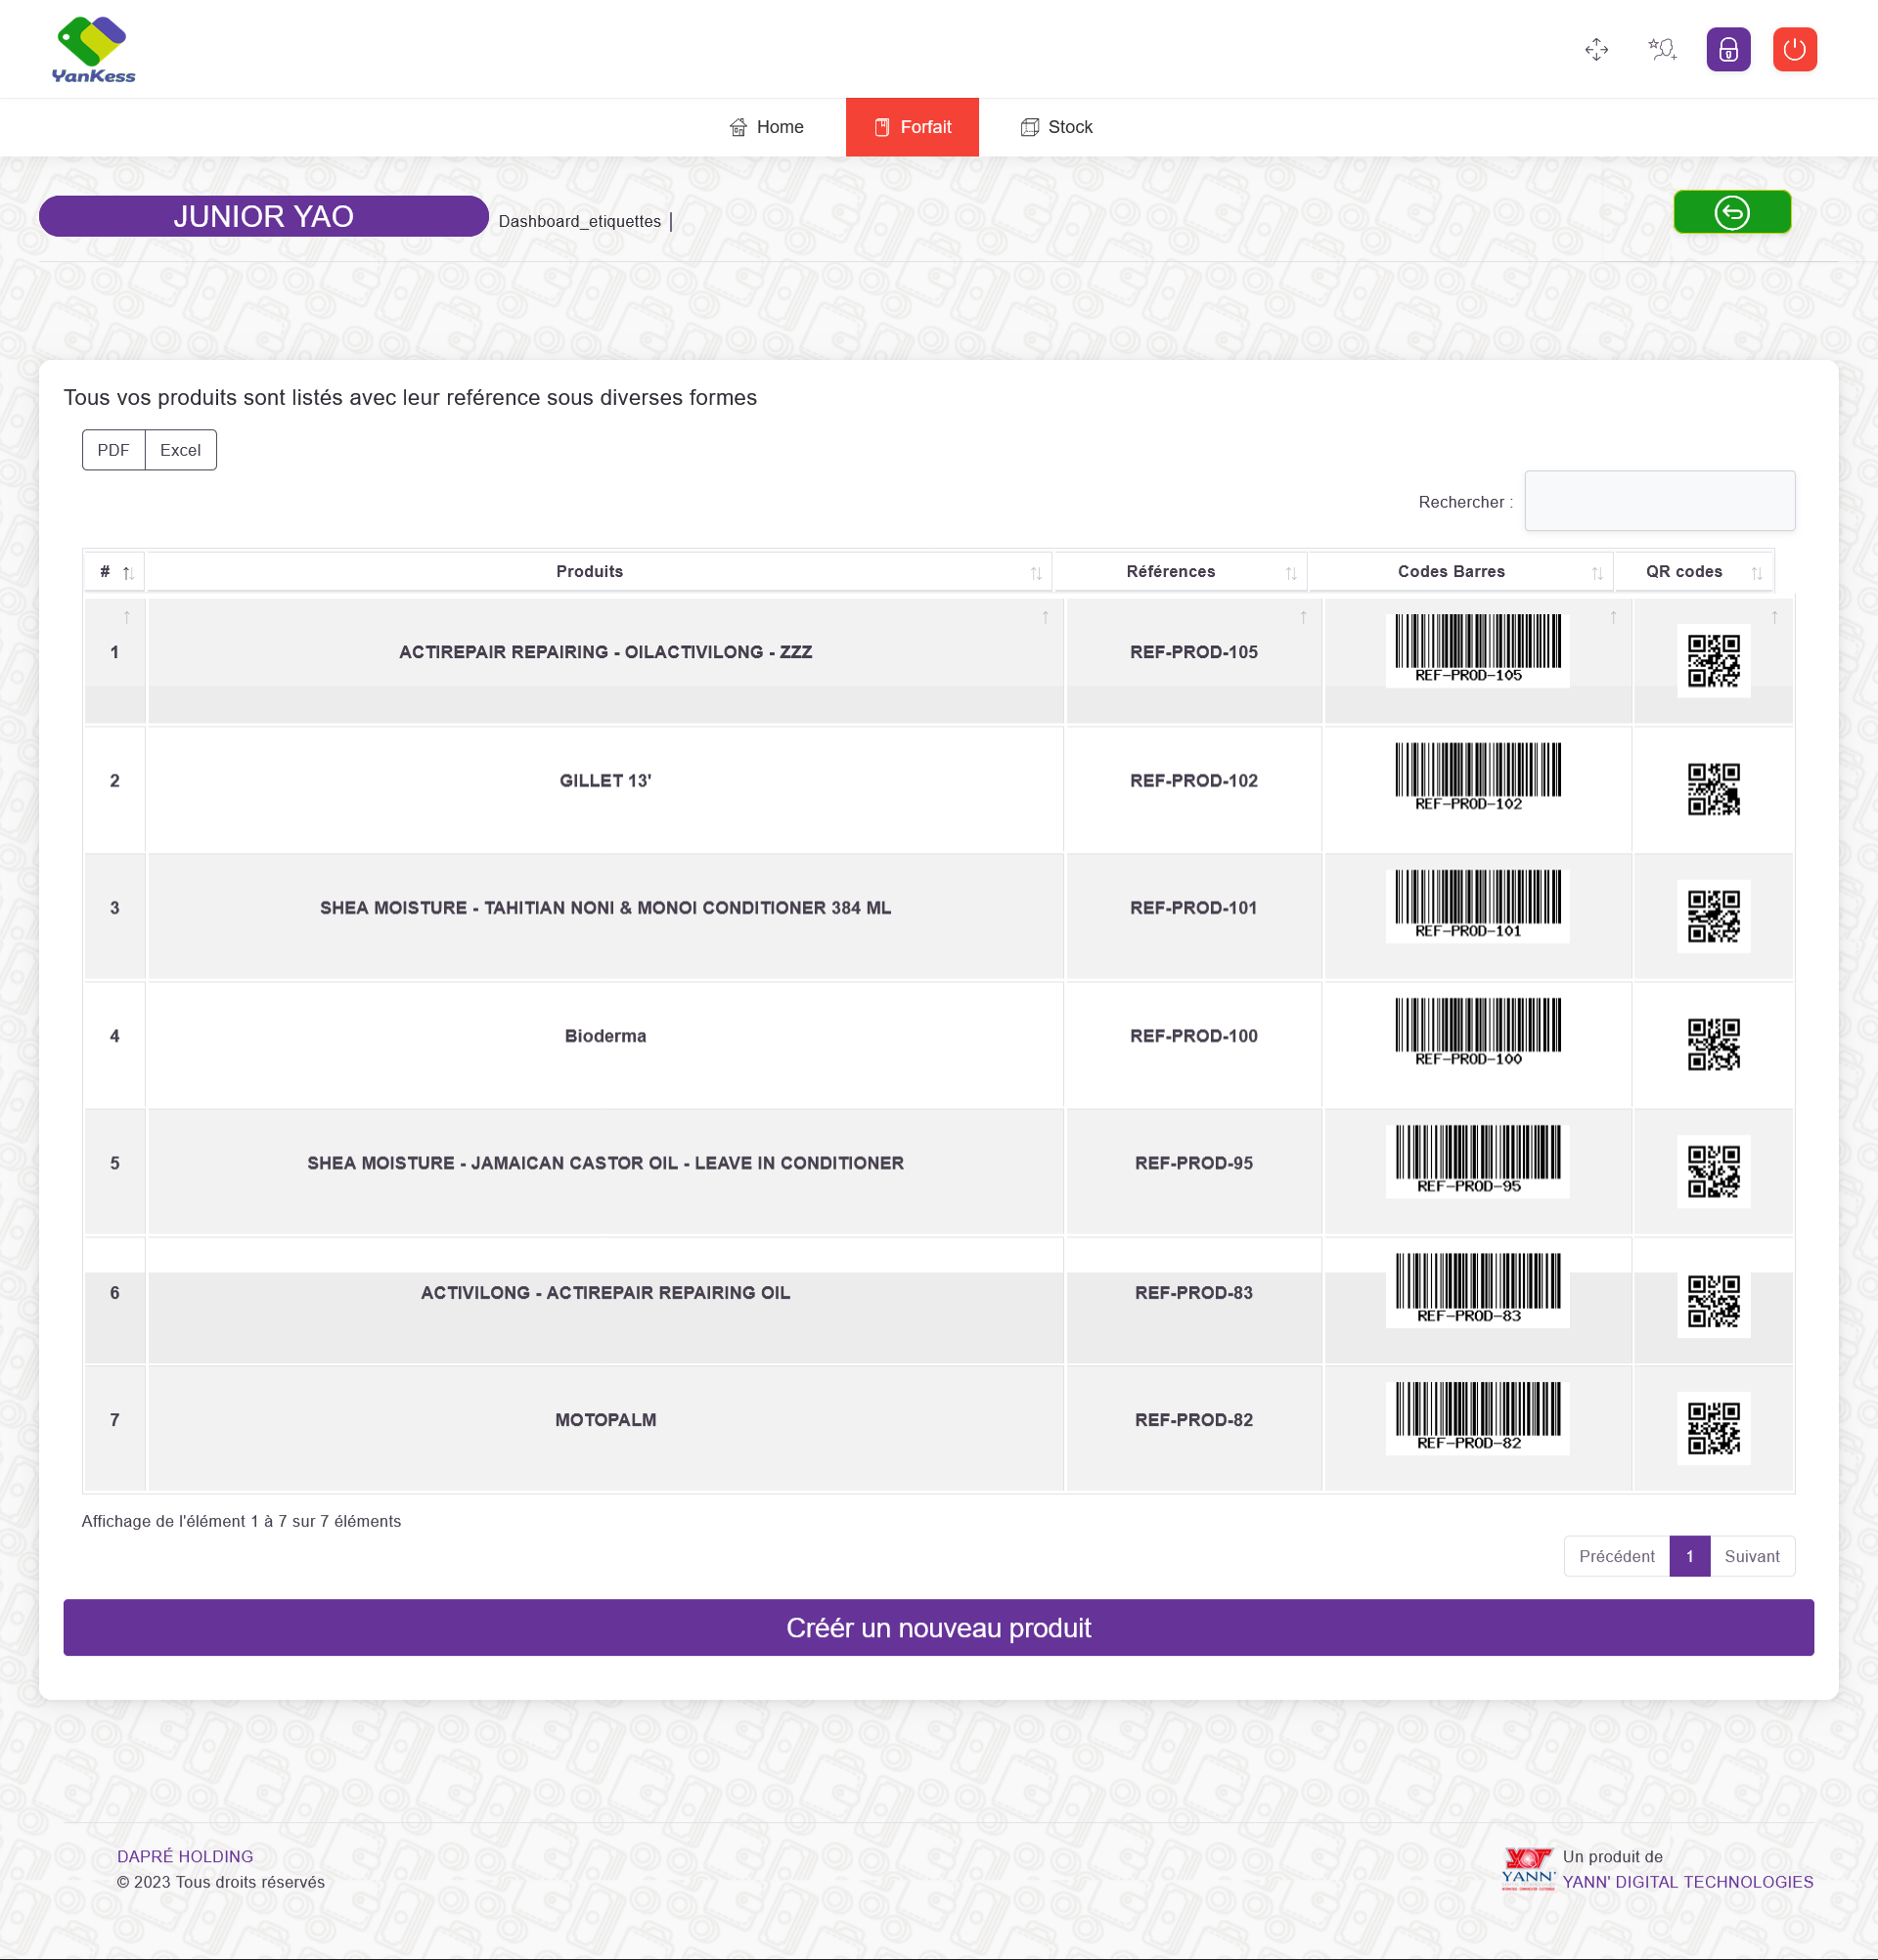 YanKess
Home
Forfait
Stock
JUNIOR YAO
Dashboard_etiquettes |
Tous vos produits sont listés avec leur reférence sous diverses formes
PDF
Excel
Rechercher :
# Produits Références Codes Barres QR codes
1 ACTIREPAIR REPAIRING - OILACTIVILONG - ZZZ REF-PROD-105 REF-PROD-105
2 GILLET 13' REF-PROD-102 REF-PROD-102
3 SHEA MOISTURE - TAHITIAN NONI & MONOI CONDITIONER 384 ML REF-PROD-101 REF-PROD-101
4 Bioderma REF-PROD-100 REF-PROD-100
5 SHEA MOISTURE - JAMAICAN CASTOR OIL - LEAVE IN CONDITIONER REF-PROD-95 REF-PROD-95
6 ACTIVILONG - ACTIREPAIR REPAIRING OIL REF-PROD-83 REF-PROD-83
7 MOTOPALM REF-PROD-82 REF-PROD-82
Affichage de l'élément 1 à 7 sur 7 éléments
Précédent 1 Suivant
Créér un nouveau produit
DAPRÉ HOLDING
© 2023 Tous droits réservés
YANN'
Un produit de
YANN' DIGITAL TECHNOLOGIES